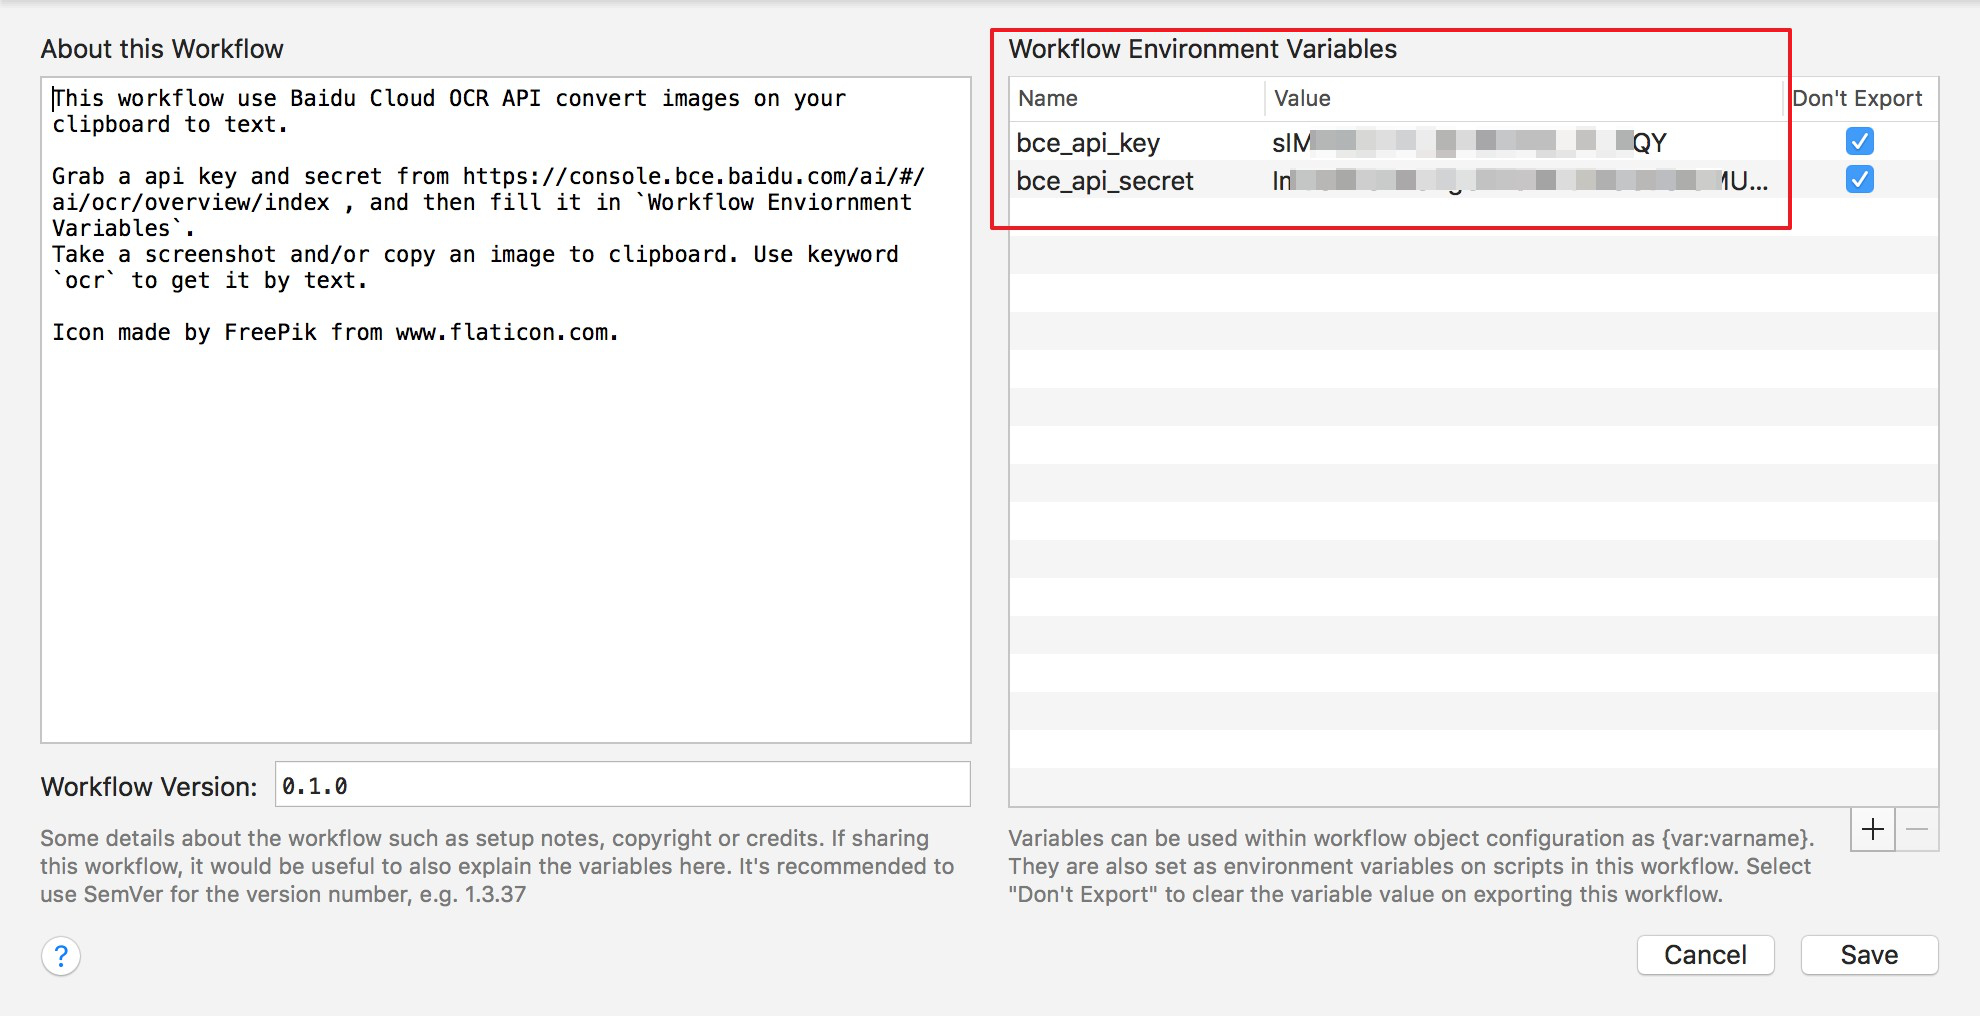 About this Workflow
This workflow use Baidu Cloud OCR API convert images on your
clipboard to text.
Grab a api key and secret from https://console.bce.baidu.com/ai/#/
ai/ocr/overview/index , and then fill it in `Workflow Enviornment
Variables`.
Take a screenshot and/or copy an image to clipboard. Use keyword
`ocr` to get it by text.
Icon made by FreePik from www.flaticon.com.
Workflow Version: 0.1.0
Some details about the workflow such as setup notes, copyright or credits. If sharing
this workflow, it would be useful to also explain the variables here. It's recommended to
use SemVer for the version number, e.g. 1.3.37
?
Workflow Environment Variables
Name Value Don't Export
bce_api_key
bce_api_secret
+ −
Variables can be used within workflow object configuration as {var:varname}.
They are also set as environment variables on scripts in this workflow. Select
"Don't Export" to clear the variable value on exporting this workflow.
Cancel Save